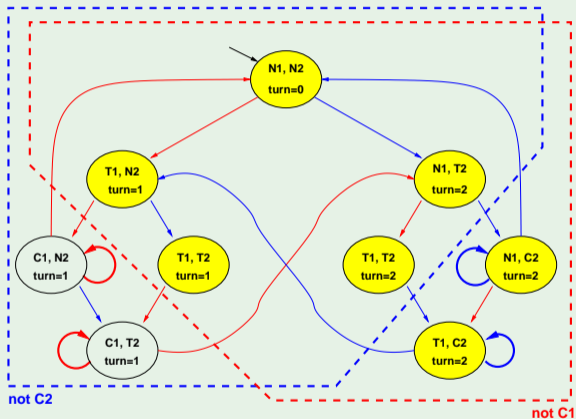 N1, N2
turn=0
T1, N2
turn=1
N1, T2
turn=2
C1, N2
turn=1
T1, T2
turn=1
T1, T2
turn=2
N1, C2
turn=2
C1, T2
turn=1
T1, C2
turn=2
not C2
not C1